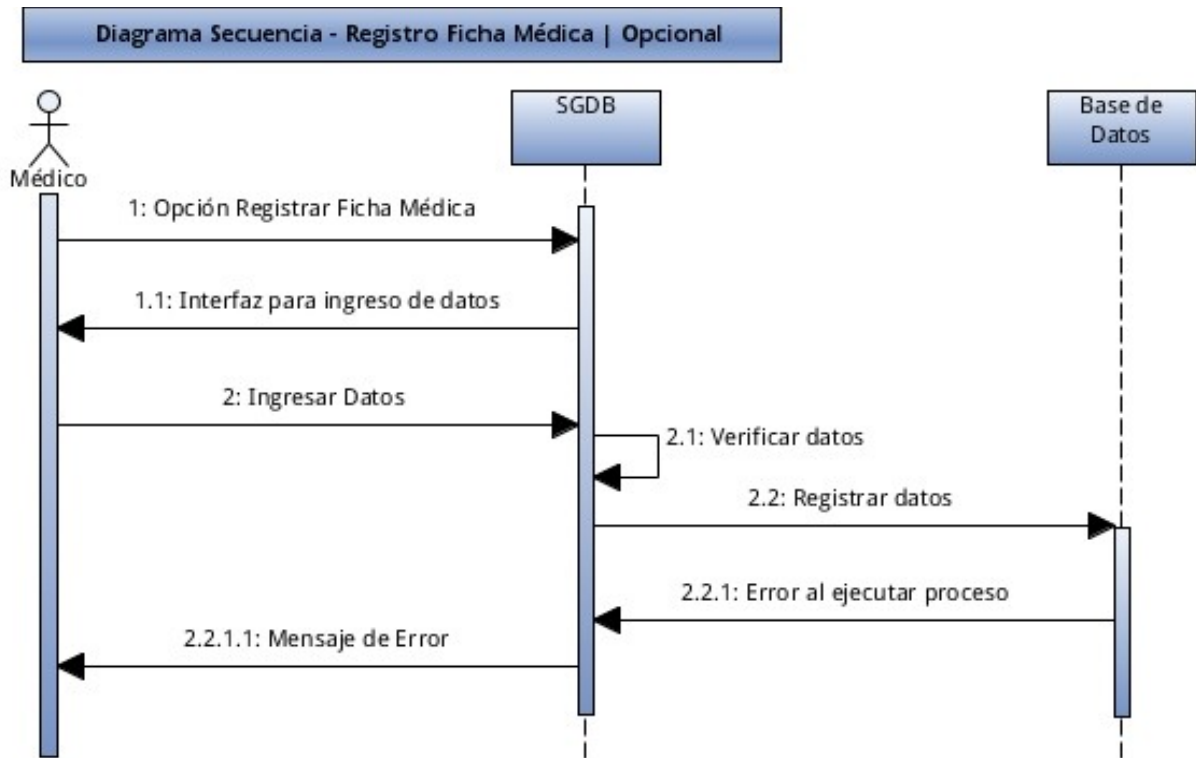 Diagrama Secuencia - Registro Ficha Médica | Opcional
SGDB
Base de
Datos
Médico
1: Opción Registrar Ficha Médica
1.1: Interfaz para ingreso de datos
2: Ingresar Datos
2.1: Verificar datos
2.2: Registrar datos
2.2.1: Error al ejecutar proceso
2.2.1.1: Mensaje de Error